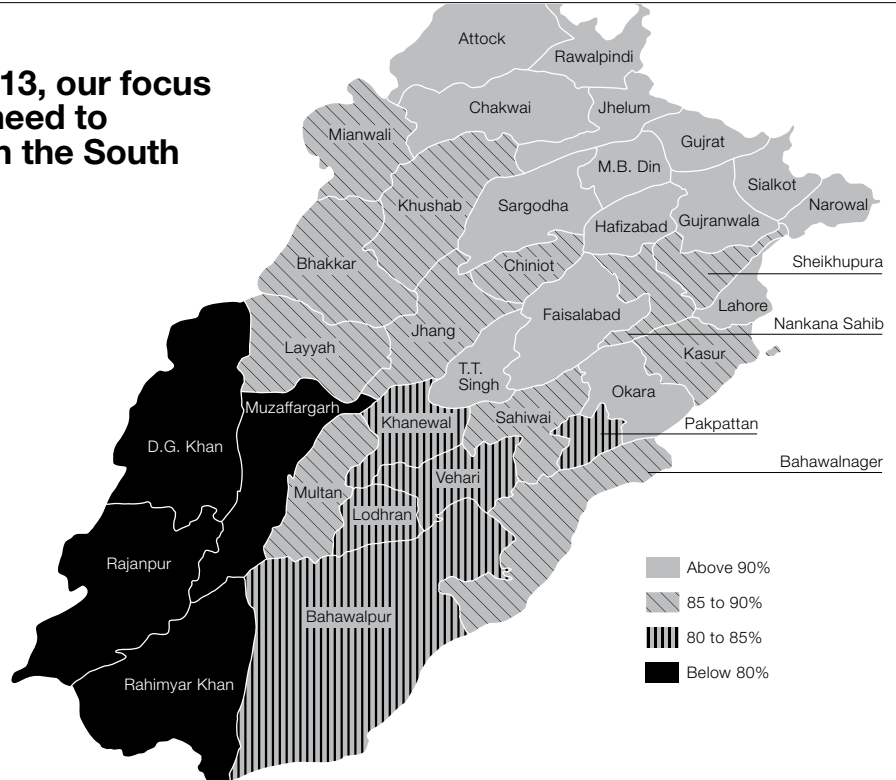 13, our focus
need to
n the South
Attock
Rawalpindi
Chakwai
Jhelum
Mianwali
Gujrat
M.B. Din
Sialkot
Khushab
Sargodha
Narowal
Hafizabad
Gujranwala
Bhakkar
Chiniot
Sheikhupura
Lahore
Faisalabad
Nankana Sahib
Jhang
Layyah
Kasur
T.T.
Singh
Okara
Muzaffargarh
Khanewal
Sahiwai
Pakpattan
D.G. Khan
Bahawalnager
Vehari
Multan
Lodhran
Rajanpur
Bahawalpur
Rahimyar Khan
Above 90%
85 to 90%
80 to 85%
Below 80%